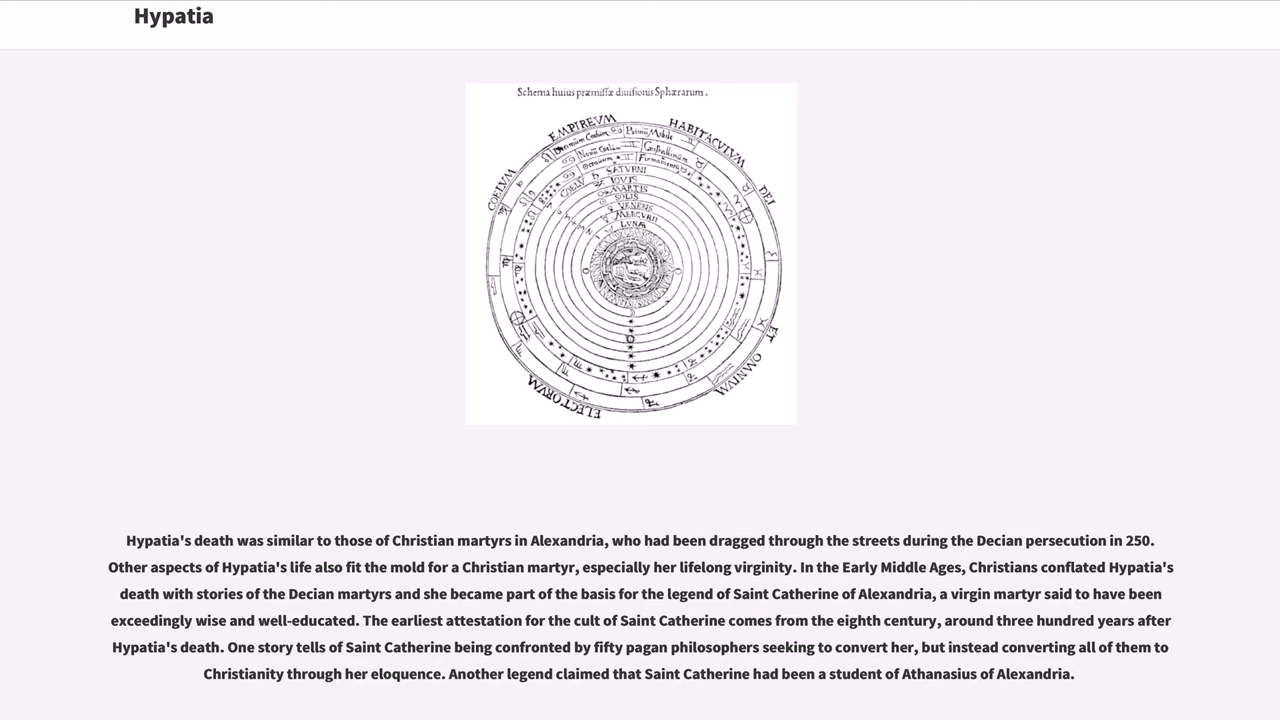 Hypatia
Schema huius præmissæ diuisionis Sphærarum.
EMPIREVM
HABITACVLVM
COELVM
DEI
ET
OMNIVM
ELECTORVM
Decimum Coelum
Primū Mobile
Nonū Coelum
Cristallinum
SATVRNI
IOVIS
MARTIS
SOLIS
VENERIS
MERCVRII
LVNÆ
Hypatia's death was similar to those of Christian martyrs in Alexandria, who had been dragged through the streets during the Decian persecution in 250.
Other aspects of Hypatia's life also fit the mold for a Christian martyr, especially her lifelong virginity. In the Early Middle Ages, Christians conflated Hypatia's
death with stories of the Decian martyrs and she became part of the basis for the legend of Saint Catherine of Alexandria, a virgin martyr said to have been
exceedingly wise and well-educated. The earliest attestation for the cult of Saint Catherine comes from the eighth century, around three hundred years after
Hypatia's death. One story tells of Saint Catherine being confronted by fifty pagan philosophers seeking to convert her, but instead converting all of them to
Christianity through her eloquence. Another legend claimed that Saint Catherine had been a student of Athanasius of Alexandria.